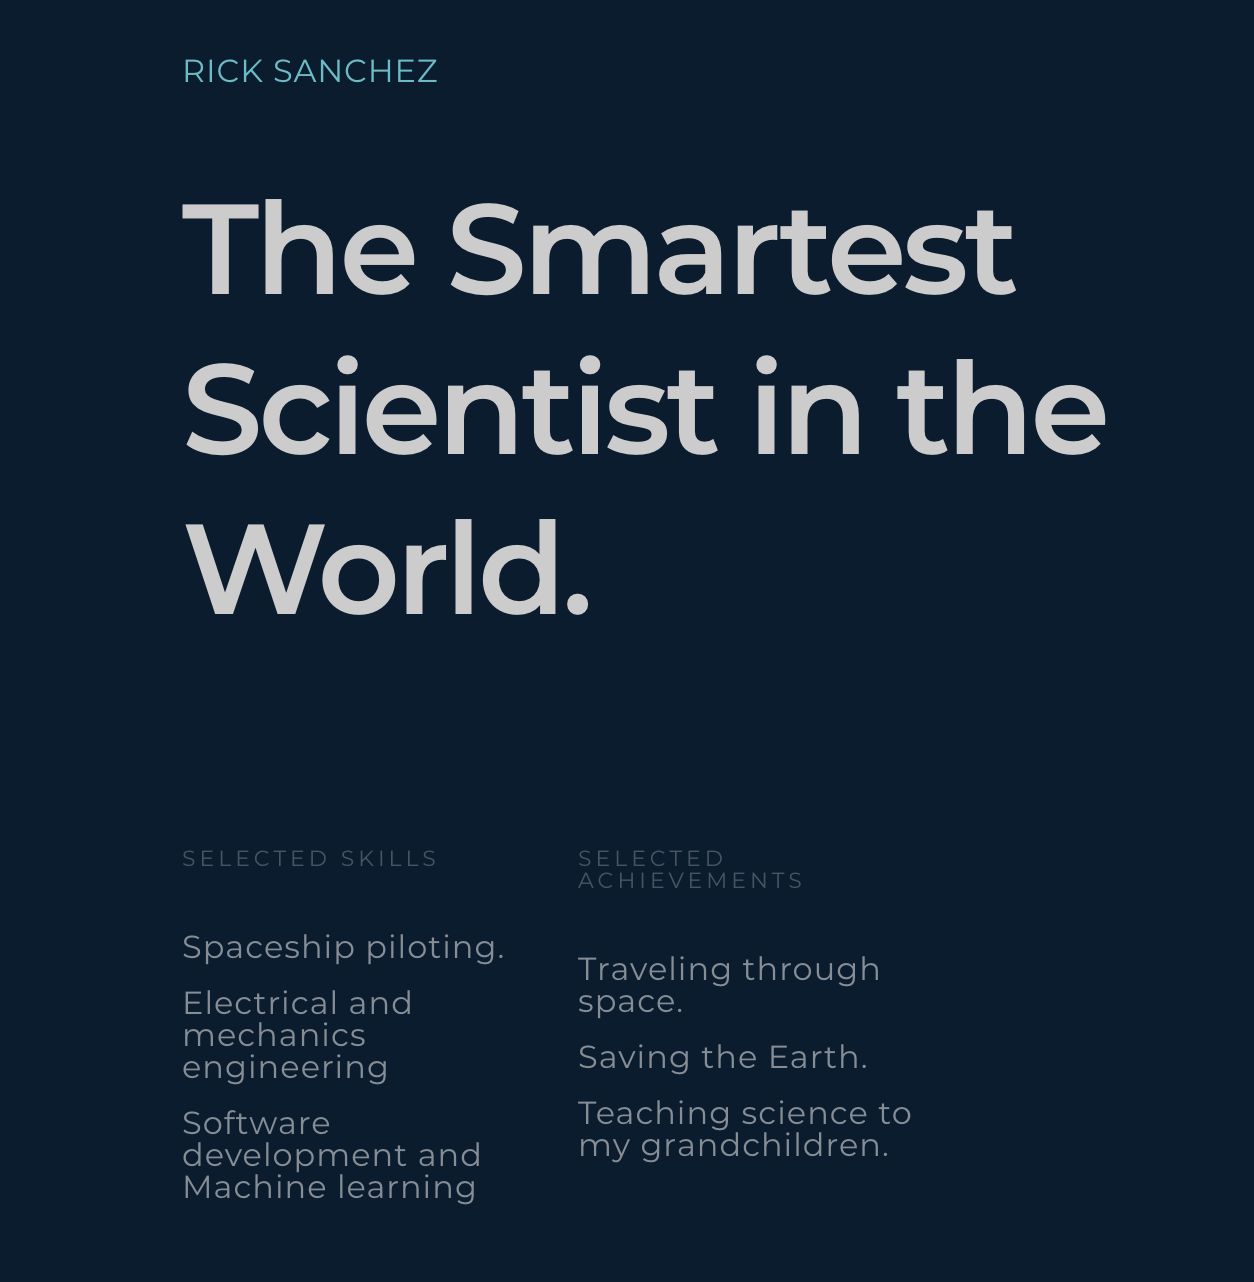 RICK SANCHEZ
The Smartest
Scientist in the
World.
SELECTED SKILLS
Spaceship piloting.
Electrical and
mechanics
engineering
Software
development and
Machine learning
SELECTED
ACHIEVEMENTS
Traveling through
space.
Saving the Earth.
Teaching science to
my grandchildren.